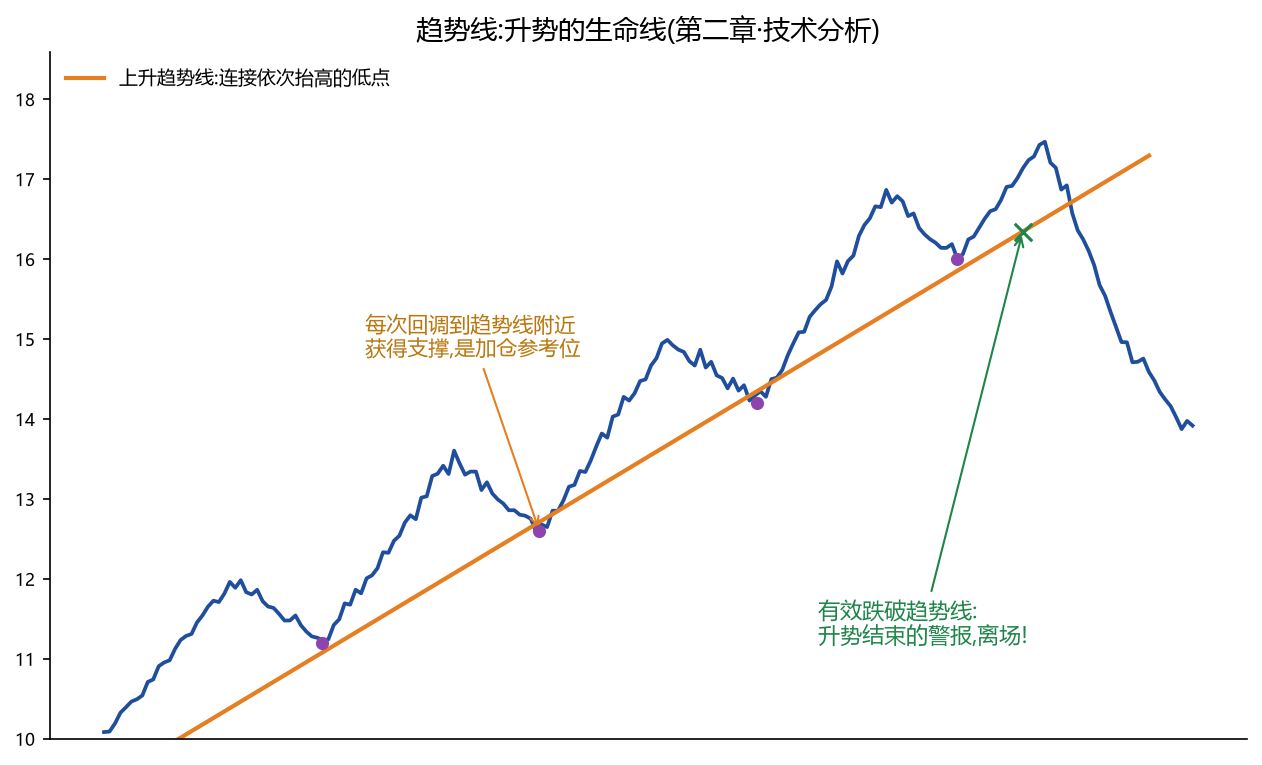 趋势线:升势的生命线(第二章·技术分析)
上升趋势线:连接依次抬高的低点
18
17
16
15
14
13
12
11
10
每次回调到趋势线附近
获得支撑,是加仓参考位
有效跌破趋势线:
升势结束的警报,离场!